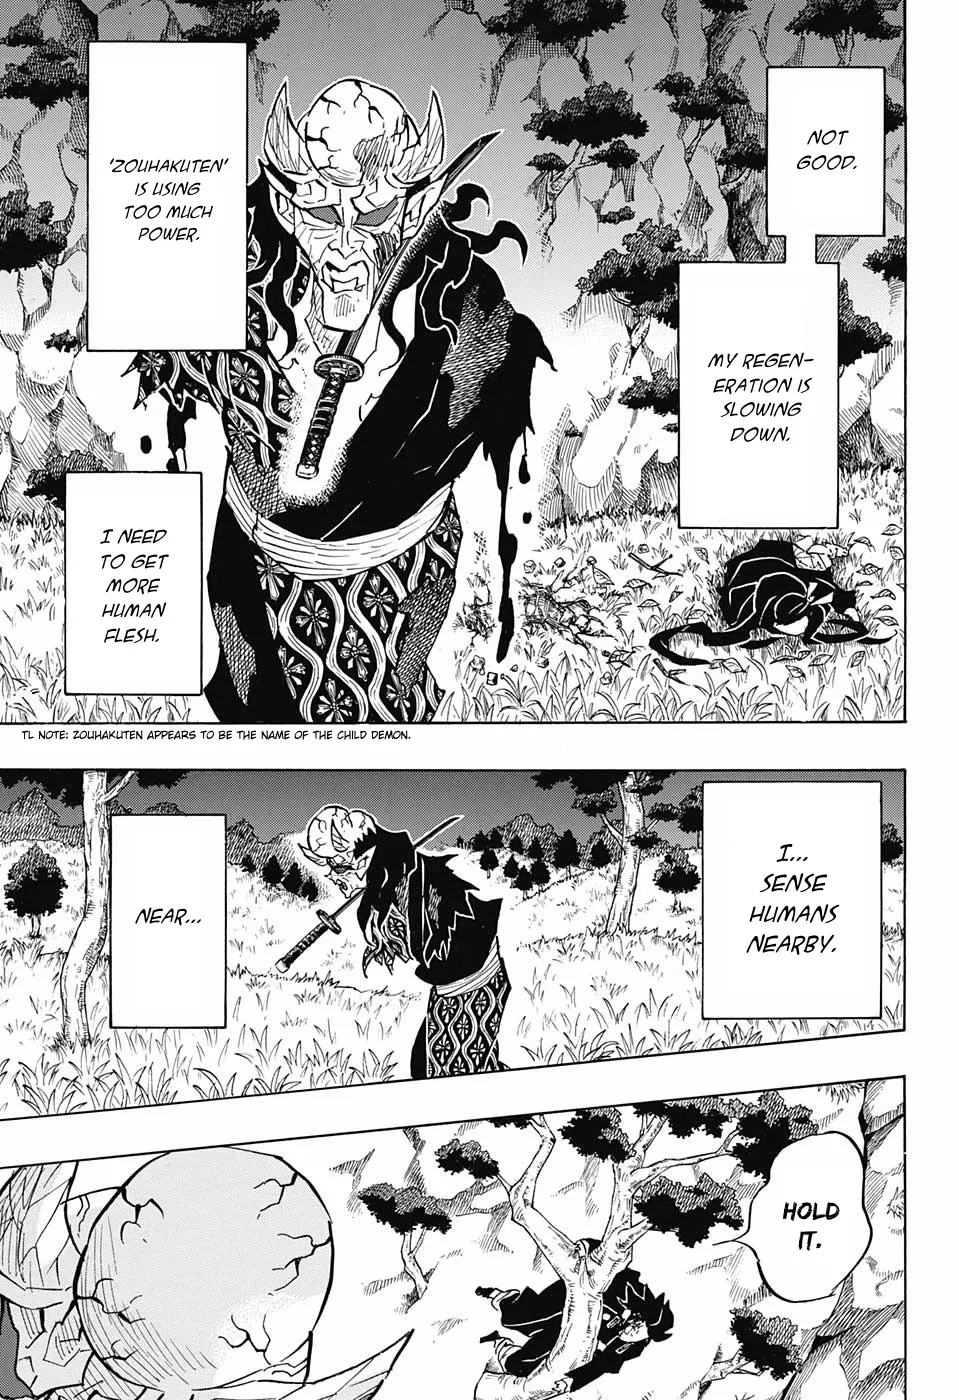 NOT
GOOD.
MY REGEN-
ERATION IS
SLOWING
DOWN.
'ZOUHAKUTEN'
IS USING
TOO MUCH
POWER.
I NEED
TO GET
MORE
HUMAN
FLESH.
TL NOTE: ZOUHAKUTEN APPEARS TO BE THE NAME OF THE CHILD DEMON.
I...
SENSE
HUMANS
NEARBY.
NEAR...
HOLD
IT.